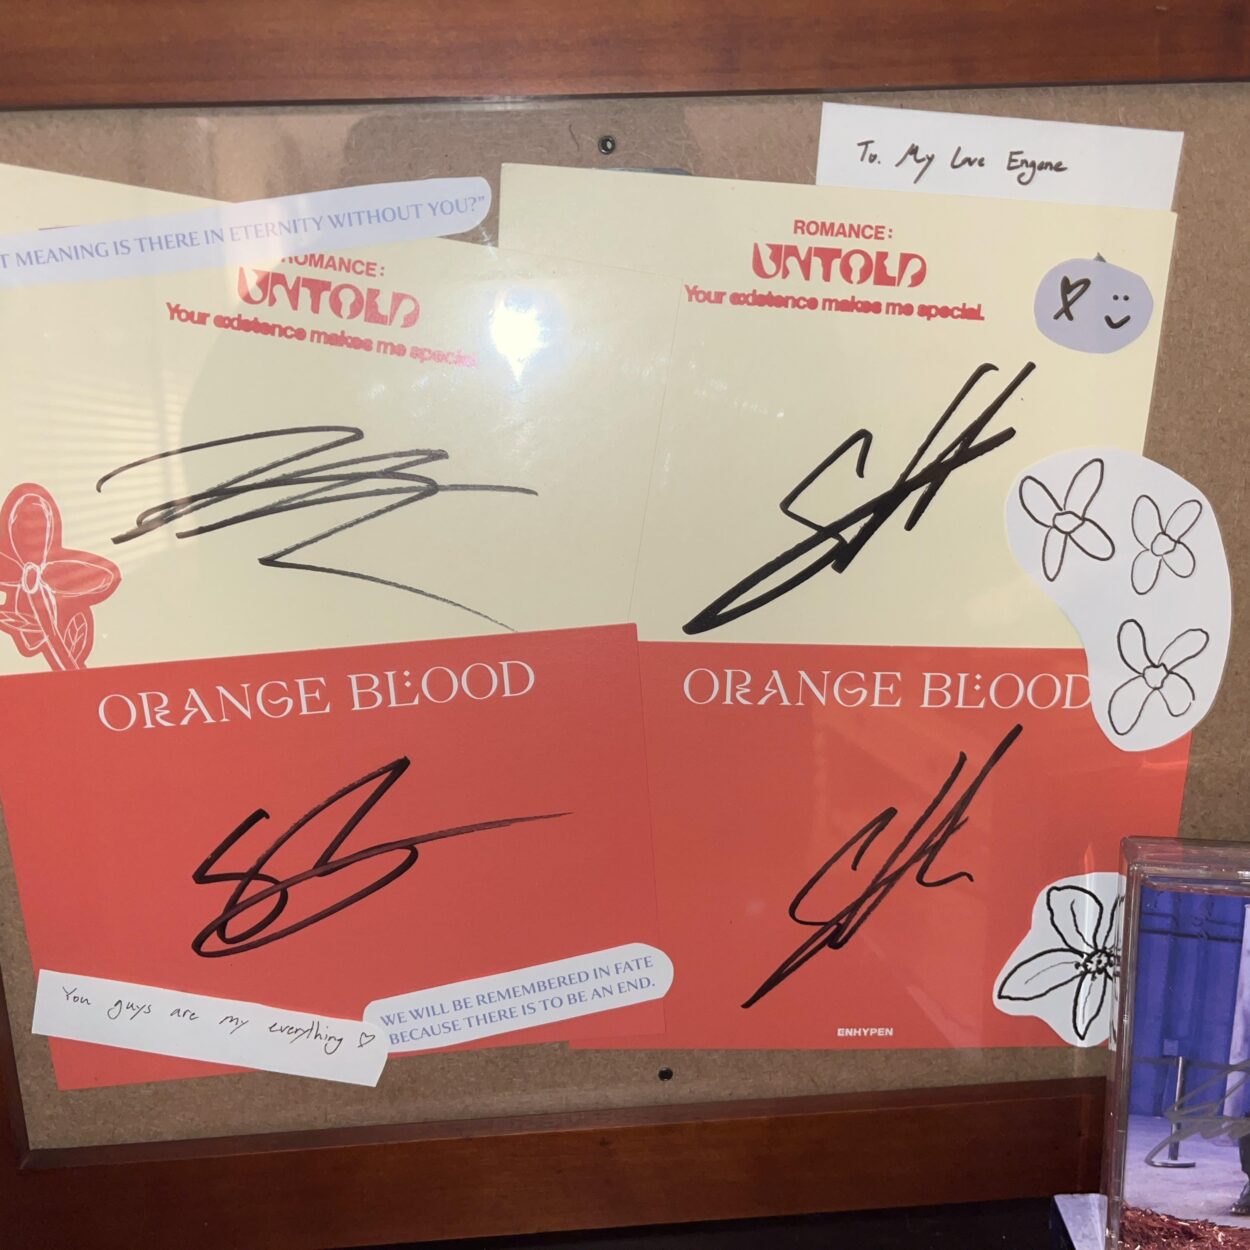 To. My Love Engene
T MEANING IS THERE IN ETERNITY WITHOUT YOU?"
ROMANCE:
UNTOLD
Your existence makes me special
ROMANCE:
UNTOLD
Your existence makes me special.
ORANGE BLOOD
ORANGE BLOOD
You guys are my everything ♡
WE WILL BE REMEMBERED IN FATE
BECAUSE THERE IS TO BE AN END.
ENHYPEN